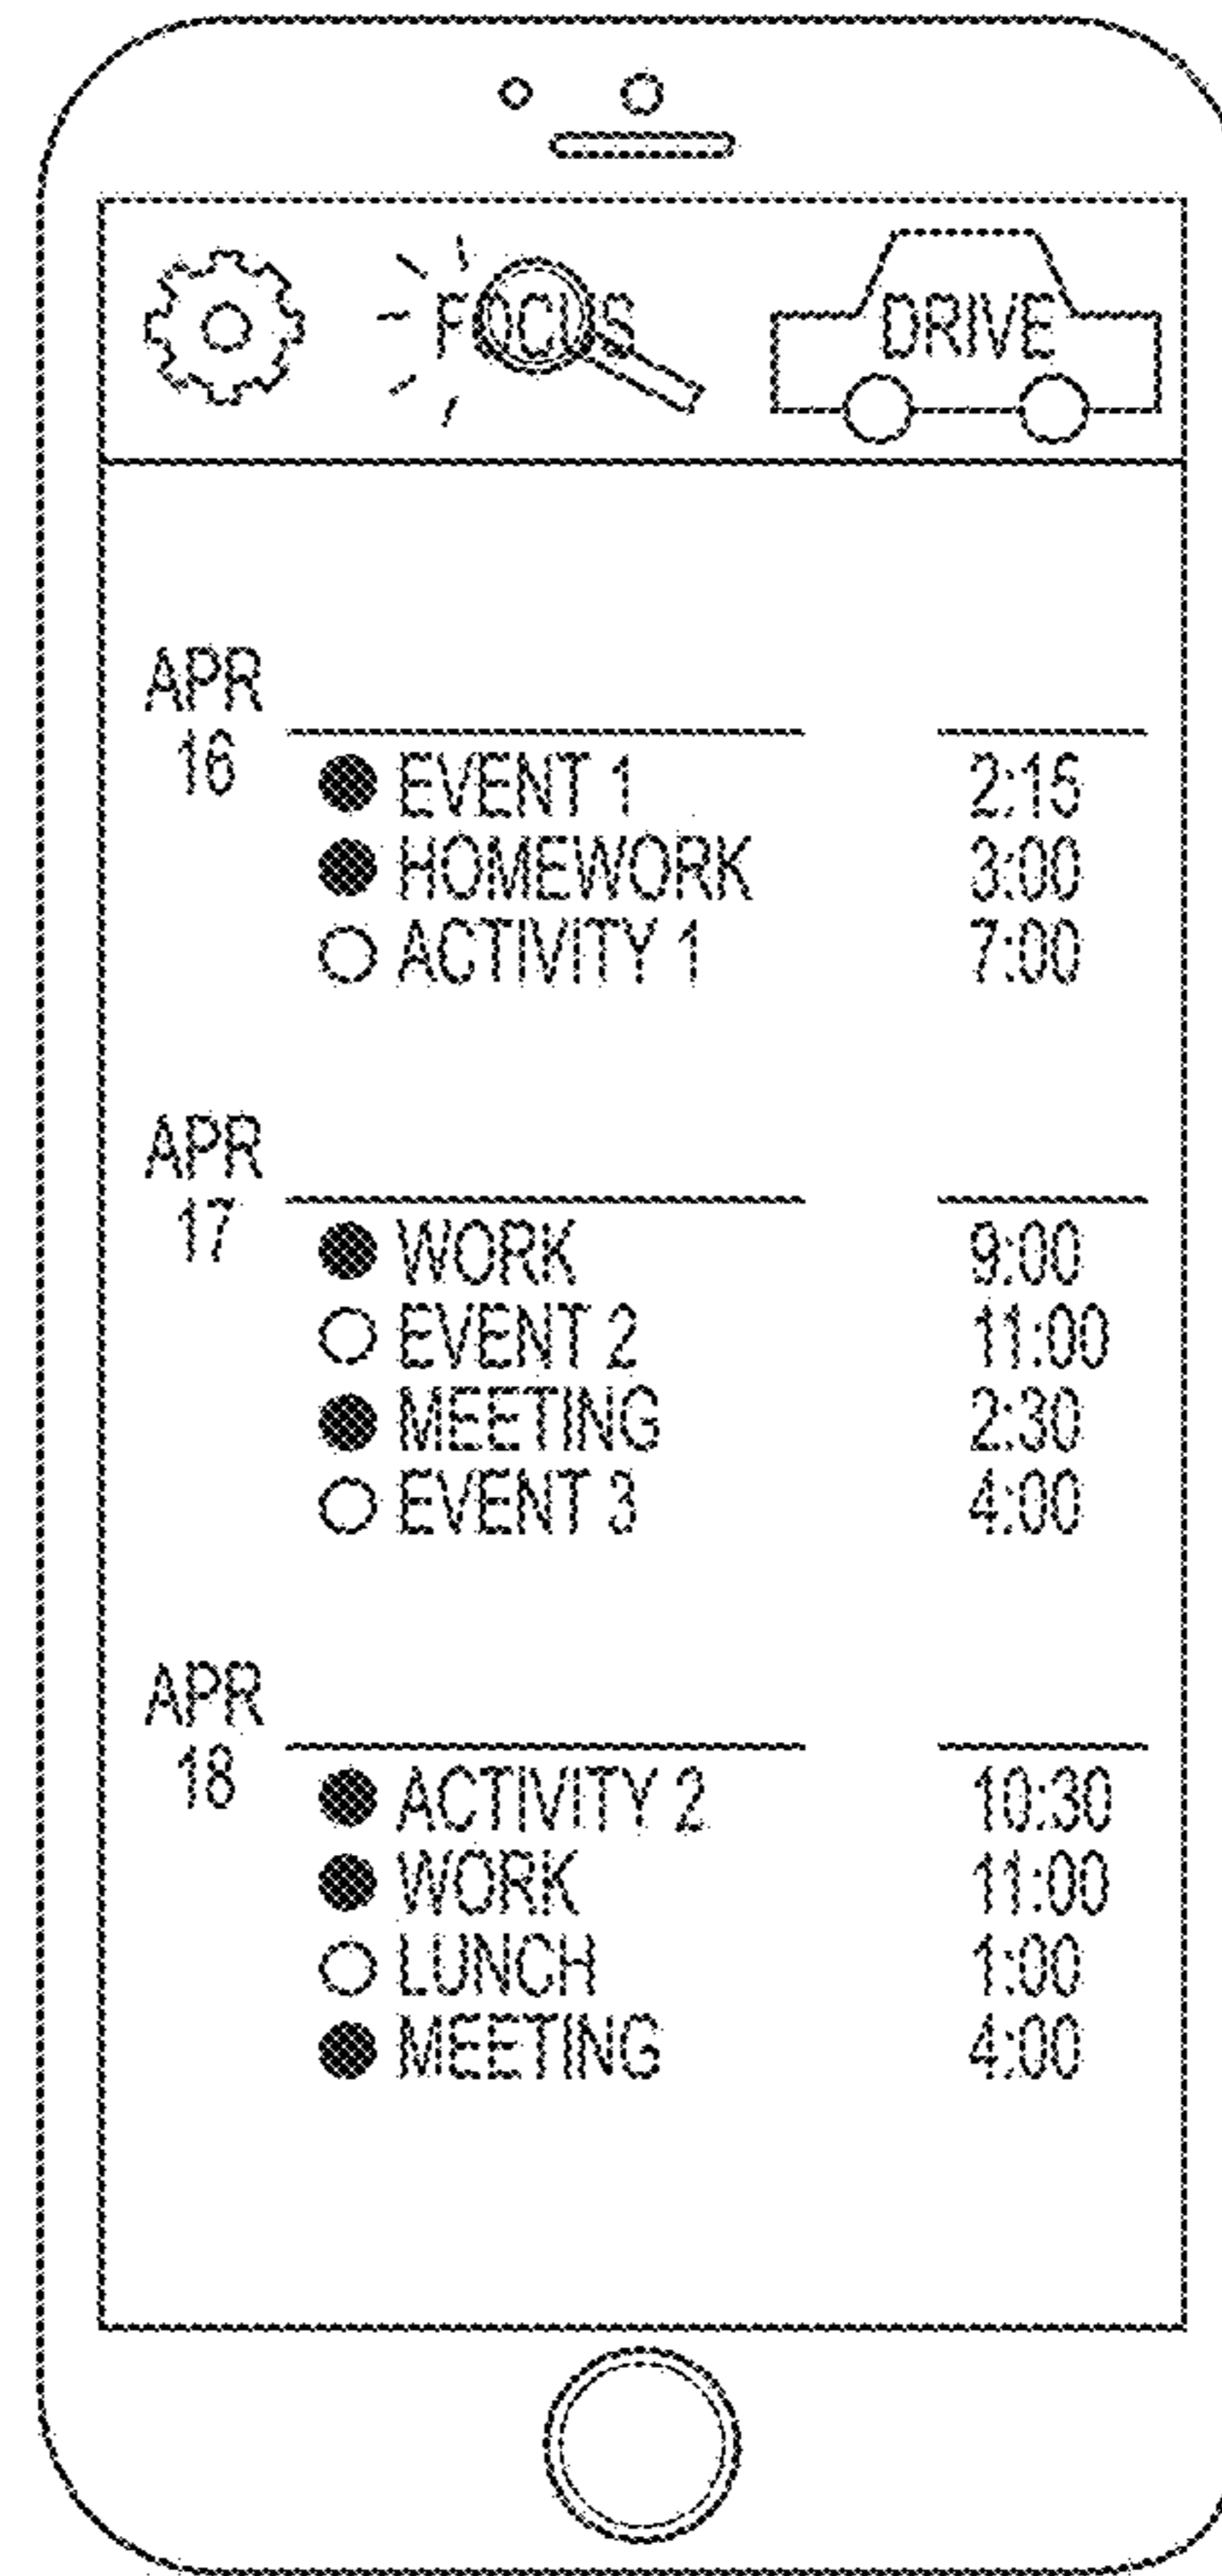 FOCUS DRIVE
APR
16
EVENT 1 2:15
HOMEWORK 3:00
ACTIVITY 1 7:00
APR
17
WORK 9:00
EVENT 2 11:00
MEETING 2:30
EVENT 3 4:00
APR
18
ACTIVITY 2 10:30
WORK 11:00
LUNCH 1:00
MEETING 4:00